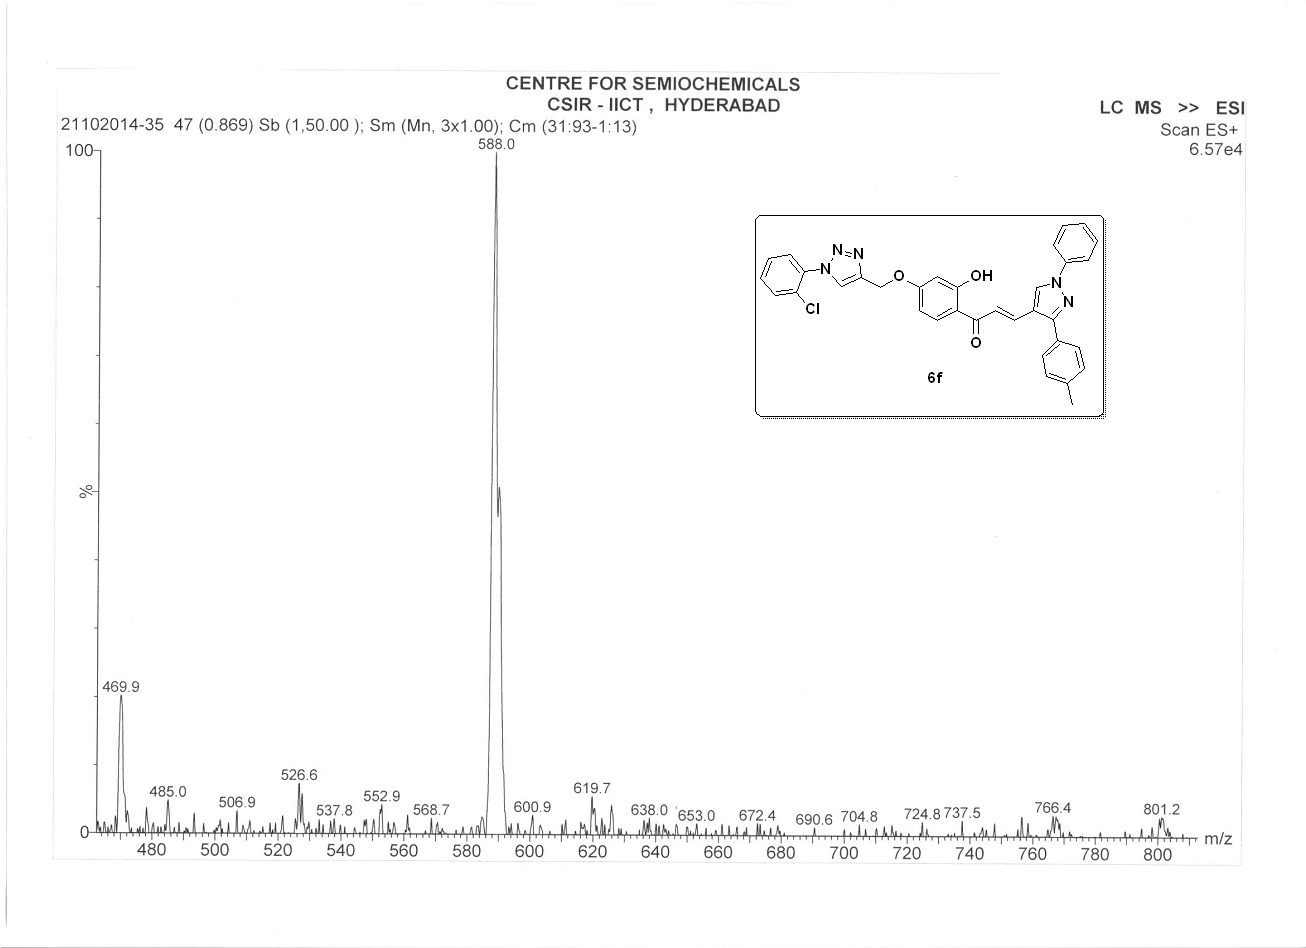 CENTRE FOR SEMIOCHEMICALS
CSIR - IICT , HYDERABAD
LC MS >> ESI
21102014-35 47 (0.869) Sb (1,50.00 ); Sm (Mn, 3x1.00); Cm (31:93-1:13)
Scan ES+
6.57e4
100
588.0
%
0
469.9
485.0
506.9
526.6
537.8
552.9
568.7
600.9
619.7
638.0
653.0
672.4
690.6
704.8
724.8
737.5
766.4
801.2
N
N
N
Cl
O
OH
O
N
N
6f
480 500 520 540 560 580 600 620 640 660 680 700 720 740 760 780 800 m/z